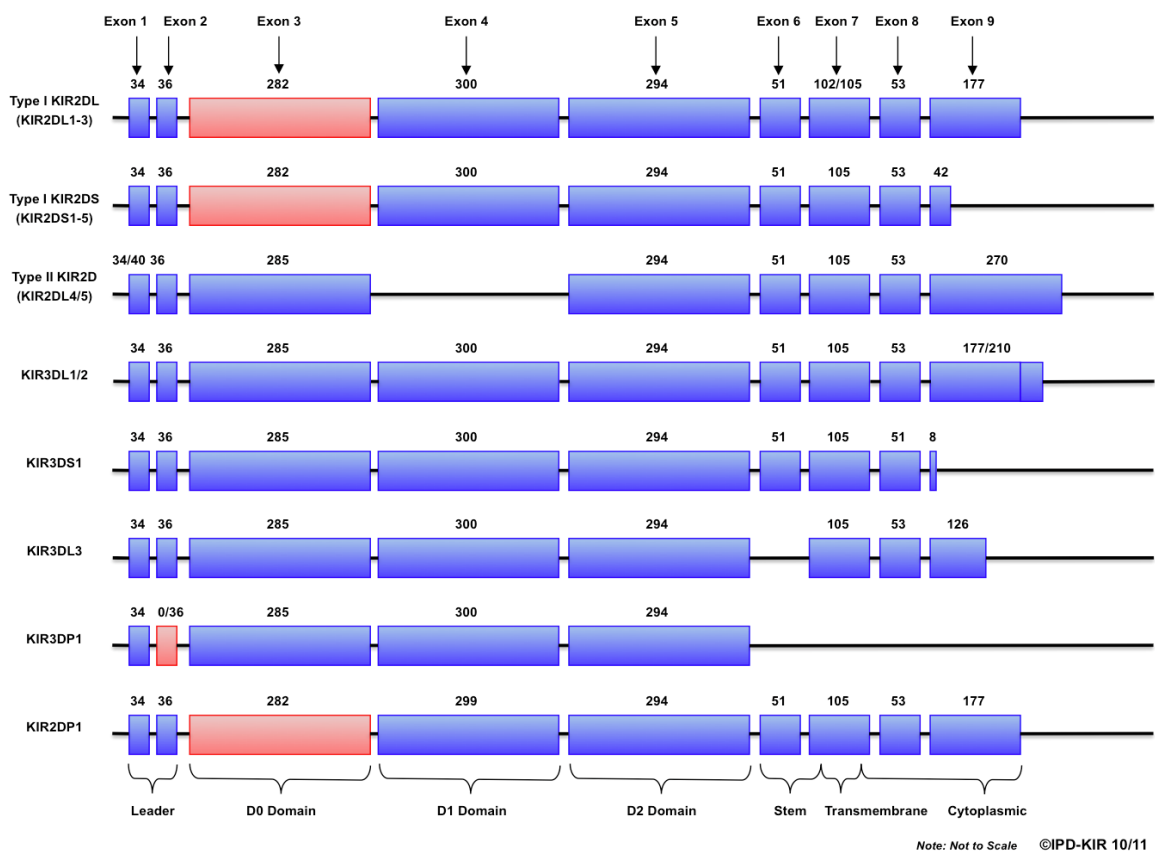 Exon 1 Exon 2 Exon 3 Exon 4 Exon 5 Exon 6 Exon 7 Exon 8 Exon 9
34 36 282 300 294 51 102/105 53 177
Type I KIR2DL
(KIR2DL1-3)
34 36 282 300 294 51 105 53 42
Type I KIR2DS
(KIR2DS1-5)
34/40 36 285 294 51 105 53 270
Type II KIR2D
(KIR2DL4/5)
34 36 285 300 294 51 105 53 177/210
KIR3DL1/2
34 36 285 300 294 51 105 51 8
KIR3DS1
34 36 285 300 294 105 53 126
KIR3DL3
34 0/36 285 300 294
KIR3DP1
34 36 282 299 294 51 105 53 177
KIR2DP1
Leader D0 Domain D1 Domain D2 Domain Stem Transmembrane Cytoplasmic
Note: Not to Scale ©IPD-KIR 10/11